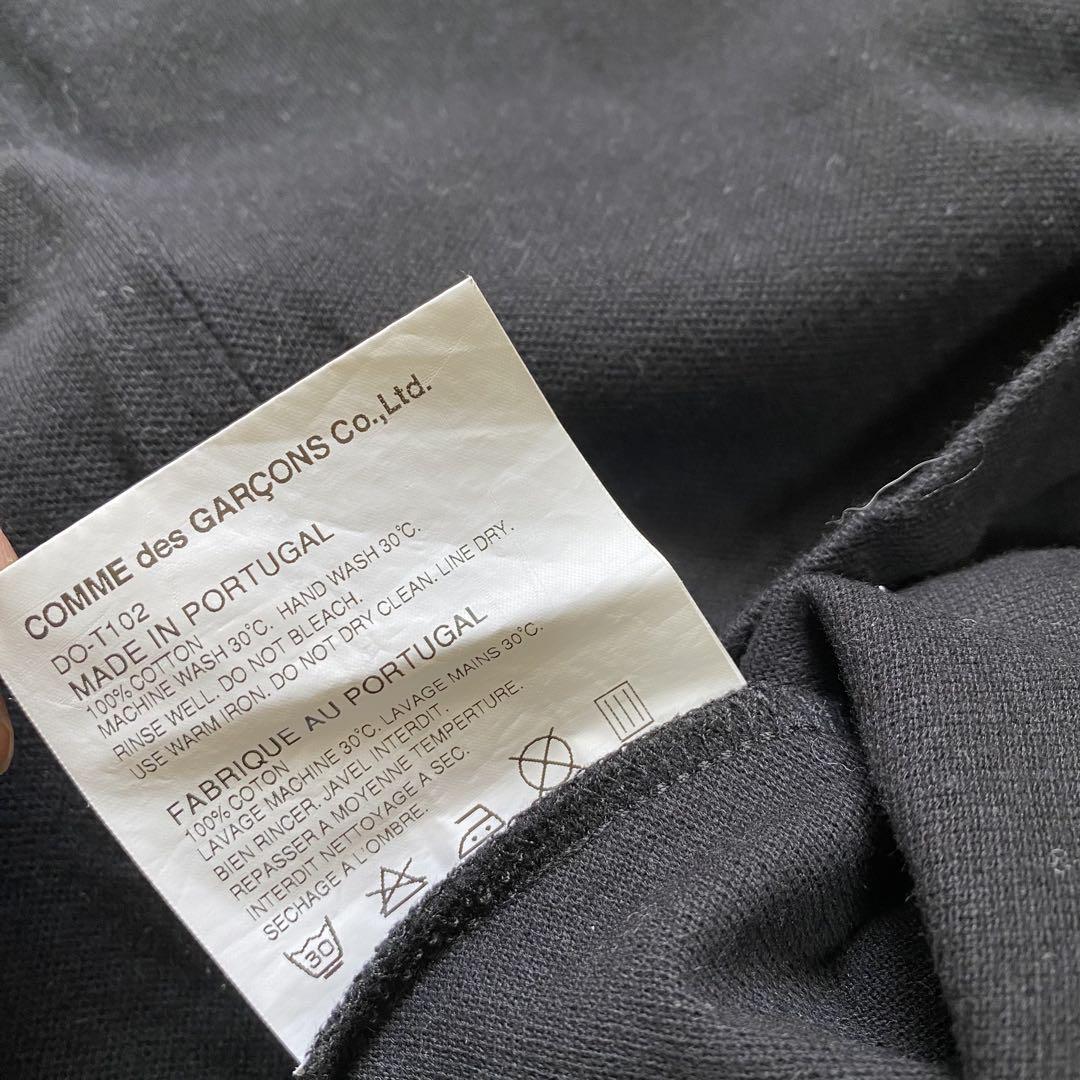 COMME des GARÇONS Co.,Ltd.
DO-T102
MADE IN PORTUGAL
100% COTTON
MACHINE WASH 30°C. HAND WASH 30°C.
RINSE WELL. DO NOT BLEACH.
USE WARM IRON. DO NOT DRY CLEAN. LINE DRY.
FABRIQUE AU PORTUGAL
100% COTON
LAVAGE MACHINE 30°C. LAVAGE MAINS 30°C.
BIEN RINCER. JAVEL INTERDIT.
REPASSER A MOYENNE TEMPERTURE.
INTERDIT NETTOYAGE A SEC.
SECHAGE A L'OMBRE.
30